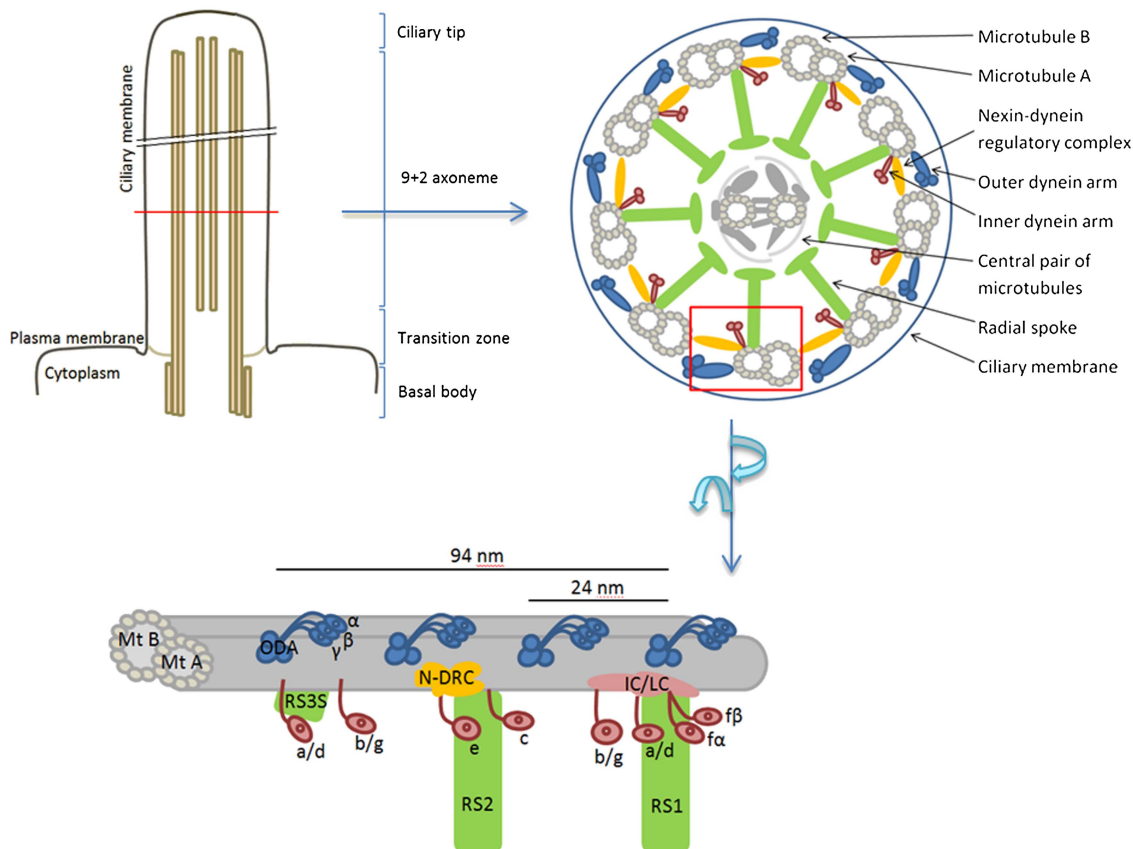 Ciliary tip
Ciliary membrane
9+2 axoneme
Plasma membrane
Transition zone
Cytoplasm
Basal body
Microtubule B
Microtubule A
Nexin-dynein
regulatory complex
Outer dynein arm
Inner dynein arm
Central pair of
microtubules
Radial spoke
Ciliary membrane
94 nm
24 nm
Mt B
Mt A
ODA
α
β
γ
N-DRC
IC/LC
RS3S
a/d
b/g
e
c
b/g
a/d
fβ
fα
RS2
RS1